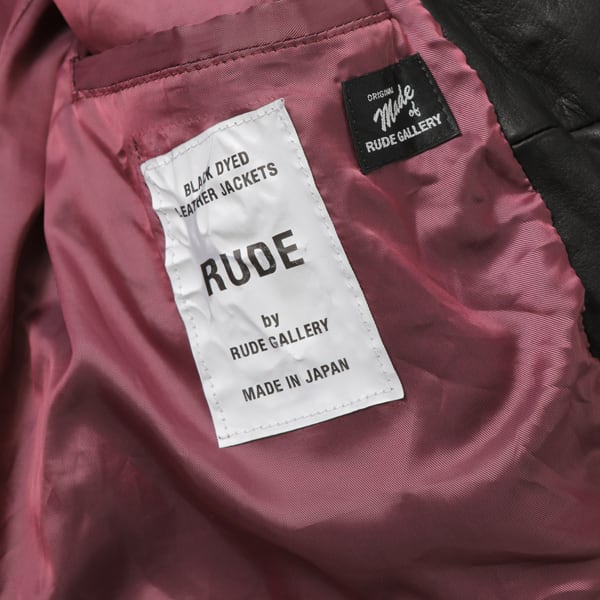 ORIGINAL
Made
of
RUDE GALLERY
BLACK DYED
LEATHER JACKETS
RUDE
by
RUDE GALLERY
MADE IN JAPAN